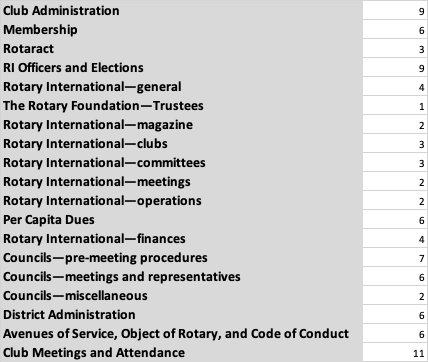 Club Administration 9
Membership 6
Rotaract 3
RI Officers and Elections 9
Rotary International—general 4
The Rotary Foundation—Trustees 1
Rotary International—magazine 2
Rotary International—clubs 3
Rotary International—committees 3
Rotary International—meetings 2
Rotary International—operations 2
Per Capita Dues 6
Rotary International—finances 4
Councils—pre-meeting procedures 7
Councils—meetings and representatives 6
Councils—miscellaneous 2
District Administration 6
Avenues of Service, Object of Rotary, and Code of Conduct 6
Club Meetings and Attendance 11